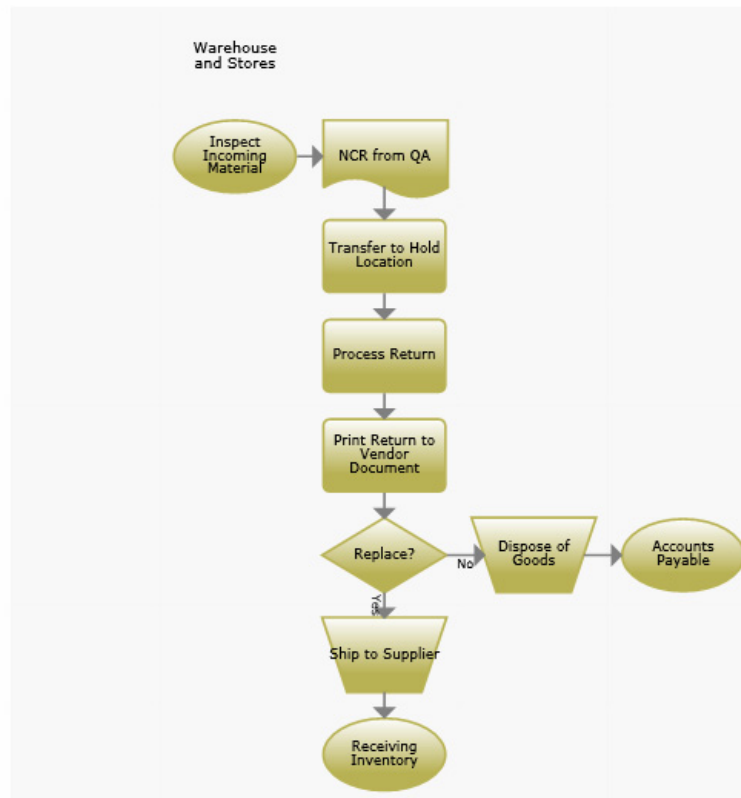 Warehouse
and Stores
Inspect
Incoming
Material
NCR from QA
Transfer to Hold
Location
Process Return
Print Return to
Vendor
Document
Replace?
No
Dispose of
Goods
Accounts
Payable
Yes
Ship to Supplier
Receiving
Inventory